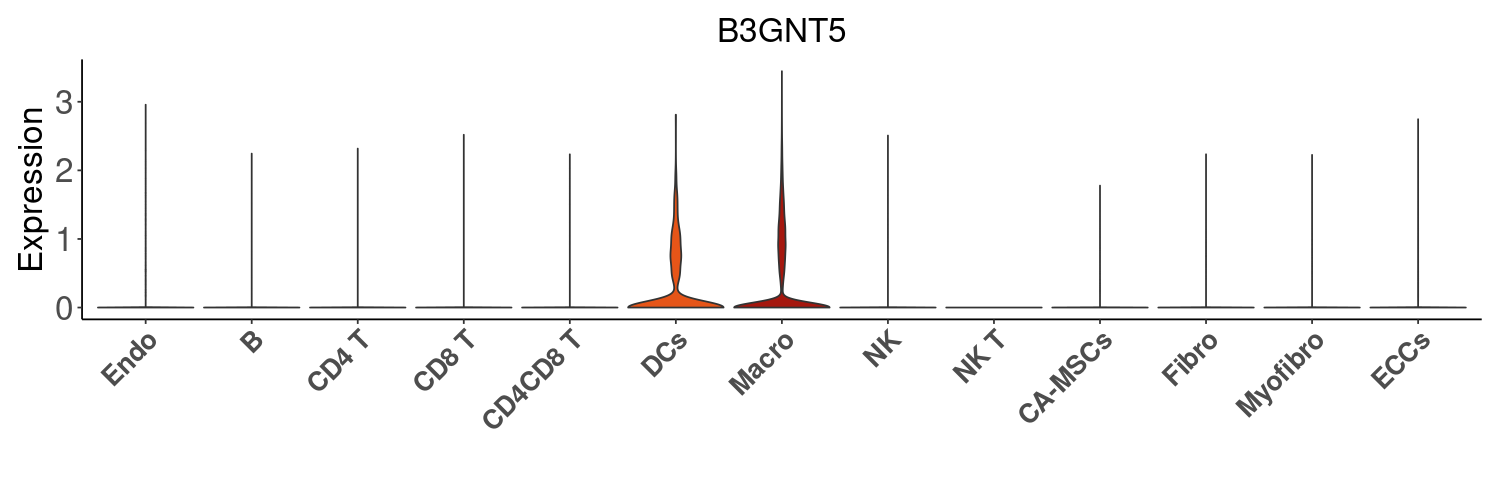 B3GNT5
Expression
3
2
1
0
Endo
B
CD4 T
CD8 T
CD4CD8 T
DCs
Macro
NK
NK T
CA-MSCs
Fibro
Myofibro
ECCs